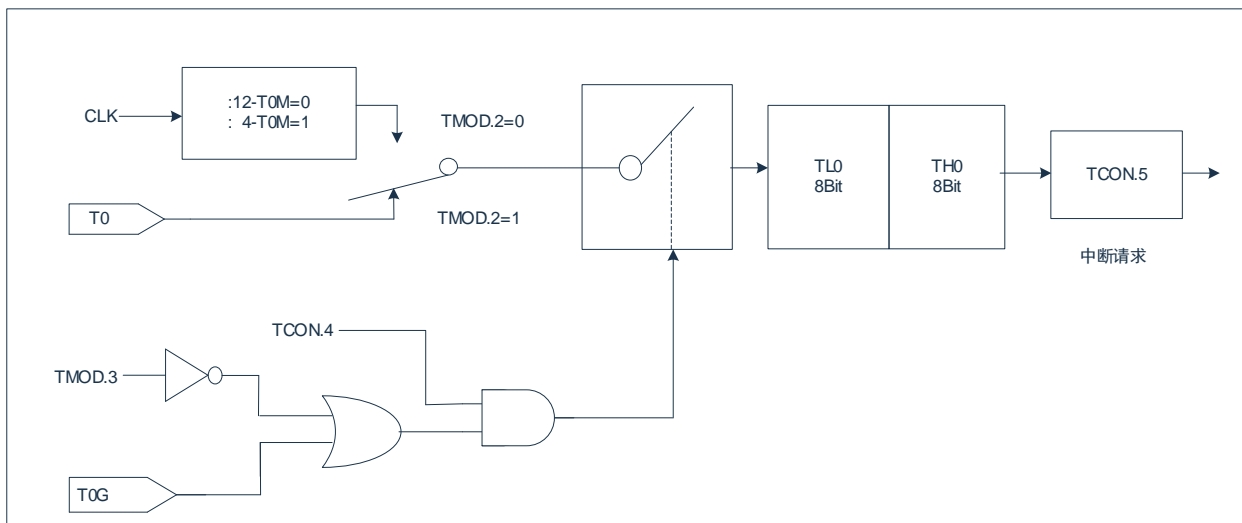 CLK
:12-T0M=0
: 4-T0M=1
TMOD.2=0
T0
TMOD.2=1
TL0
8Bit
TH0
8Bit
TCON.5
中断请求
TCON.4
TMOD.3
T0G